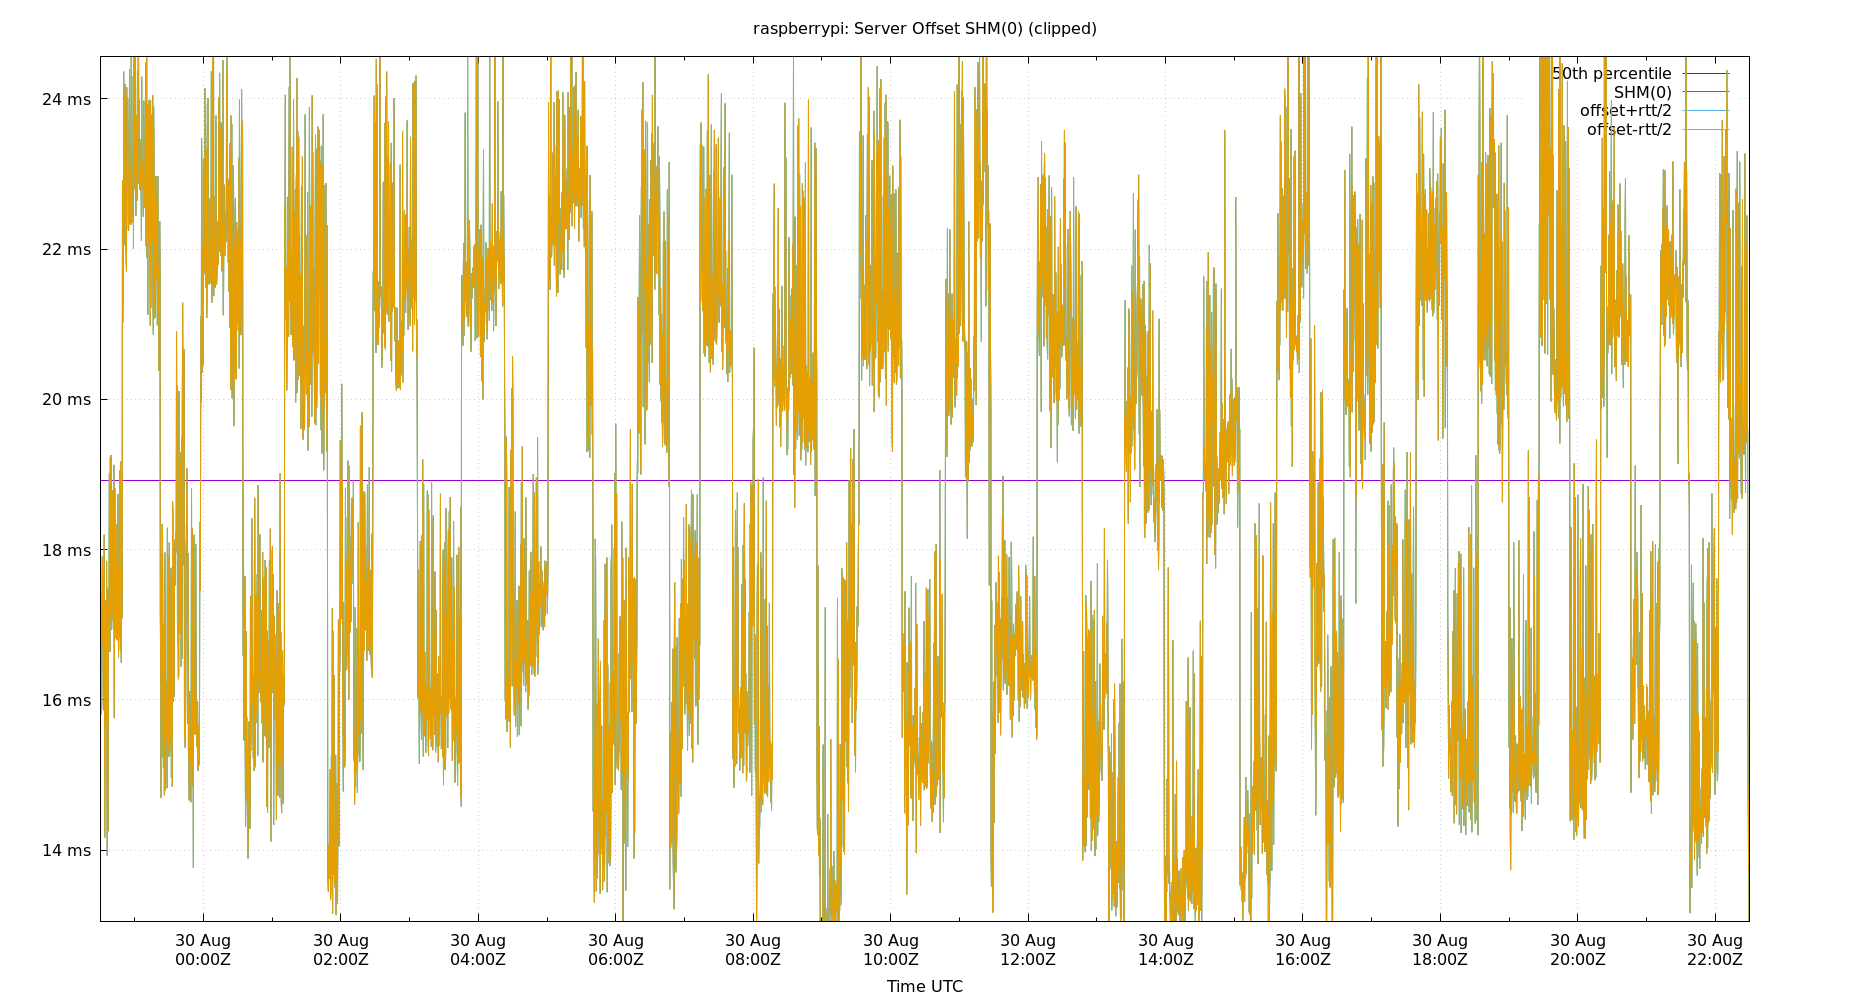 raspberrypi: Server Offset SHM(0) (clipped)
50th percentile
SHM(0)
offset+rtt/2
offset-rtt/2
24 ms
22 ms
20 ms
18 ms
16 ms
14 ms
30 Aug 30 Aug 30 Aug 30 Aug 30 Aug 30 Aug 30 Aug 30 Aug 30 Aug 30 Aug 30 Aug 30 Aug
00:00Z 02:00Z 04:00Z 06:00Z 08:00Z 10:00Z 12:00Z 14:00Z 16:00Z 18:00Z 20:00Z 22:00Z
Time UTC